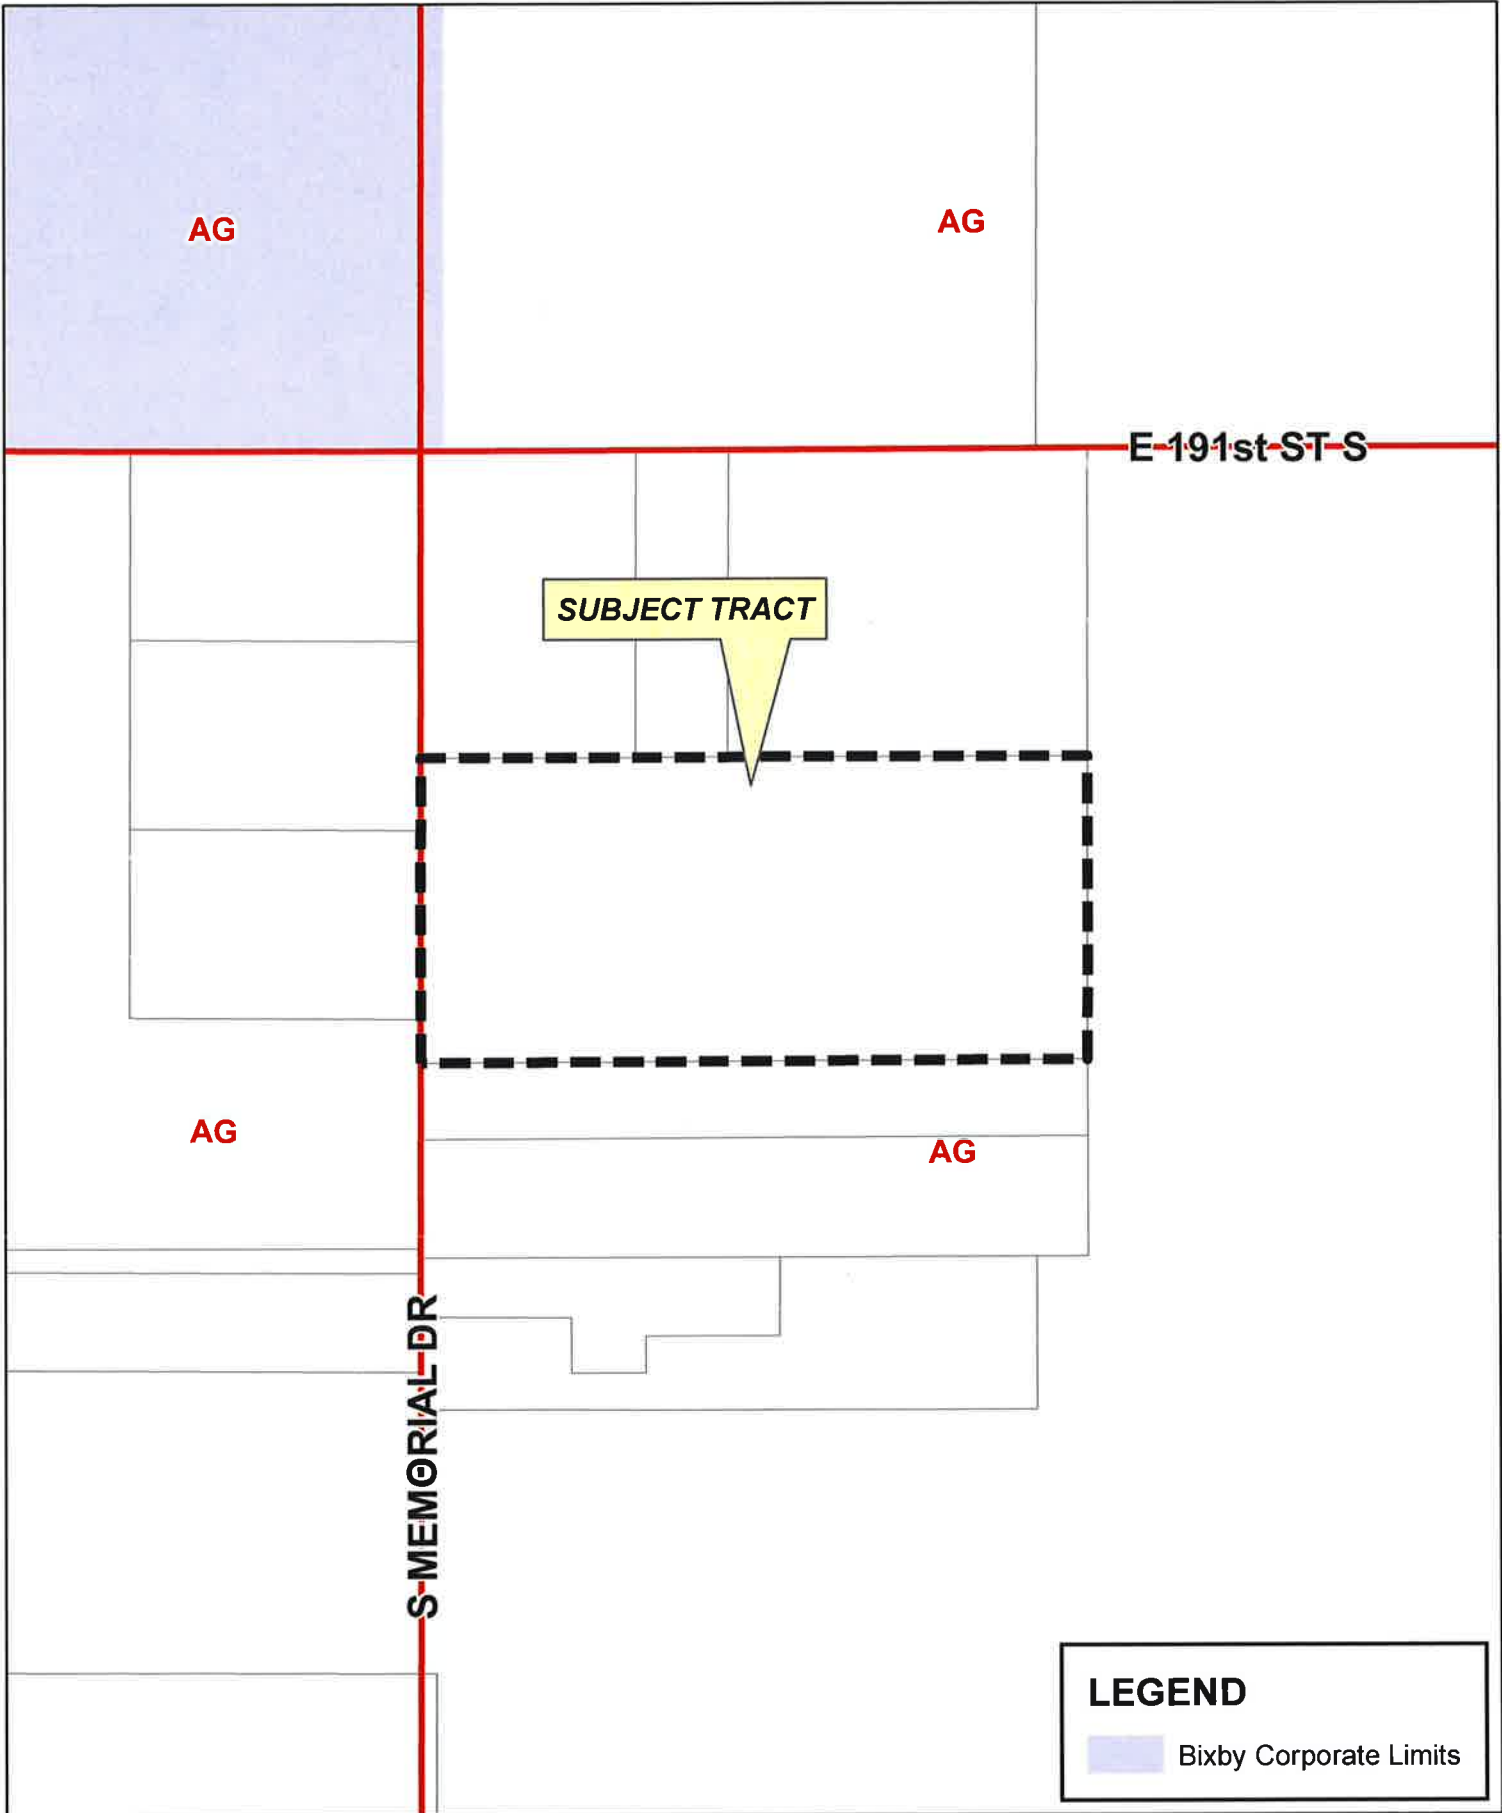 AG
AG
E 191st ST S
SUBJECT TRACT
AG
AG
S MEMORIAL DR
LEGEND
Bixby Corporate Limits